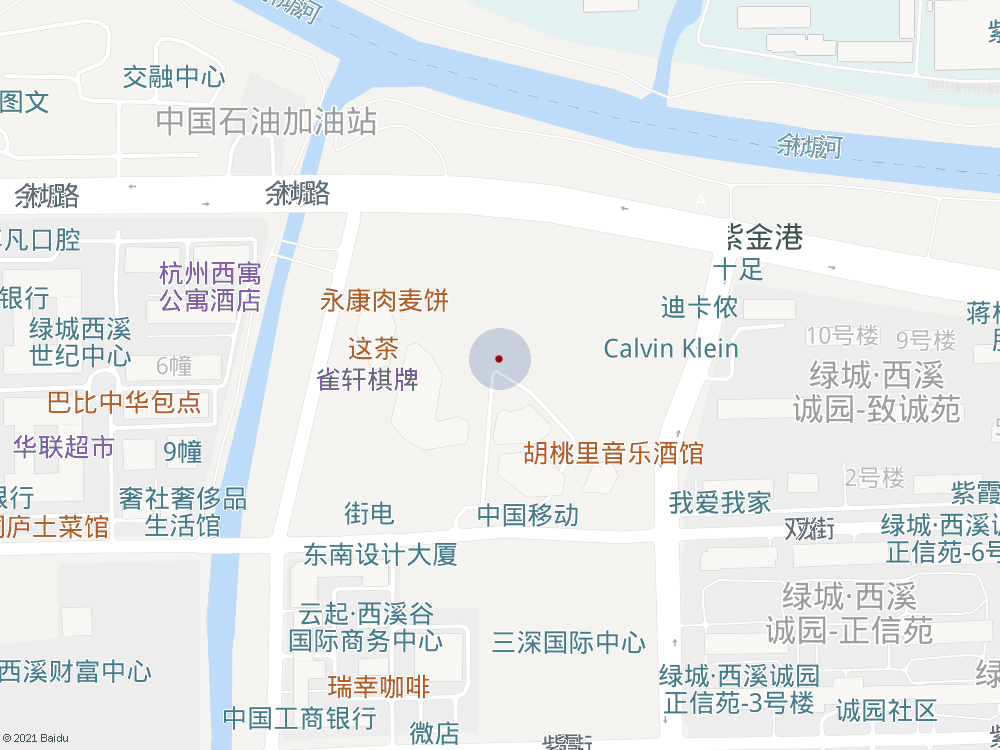 交融中心
图文
中国石油加油站
余杭塘河
余杭塘路
余杭塘路
A
紫金港
凡口腔
十足
杭州西寓
公寓酒店
银行
永康肉麦饼
迪卡侬
绿城西溪
世纪中心
这茶
Calvin Klein
10号楼
9号楼
6幢
雀轩棋牌
绿城·西溪
诚园-致诚苑
巴比中华包点
华联超市
9幢
胡桃里音乐酒馆
2号楼
银行
奢社奢侈品
生活馆
街电
中国移动
我爱我家
紫霞
庐土菜馆
双龙街
绿城·西溪诚
正信苑-6号
东南设计大厦
云起·西溪谷
国际商务中心
三深国际中心
绿城·西溪
诚园-正信苑
西溪财富中心
瑞幸咖啡
绿城·西溪诚园
正信苑-3号楼
诚园社区
中国工商银行
微店
© 2021 Baidu